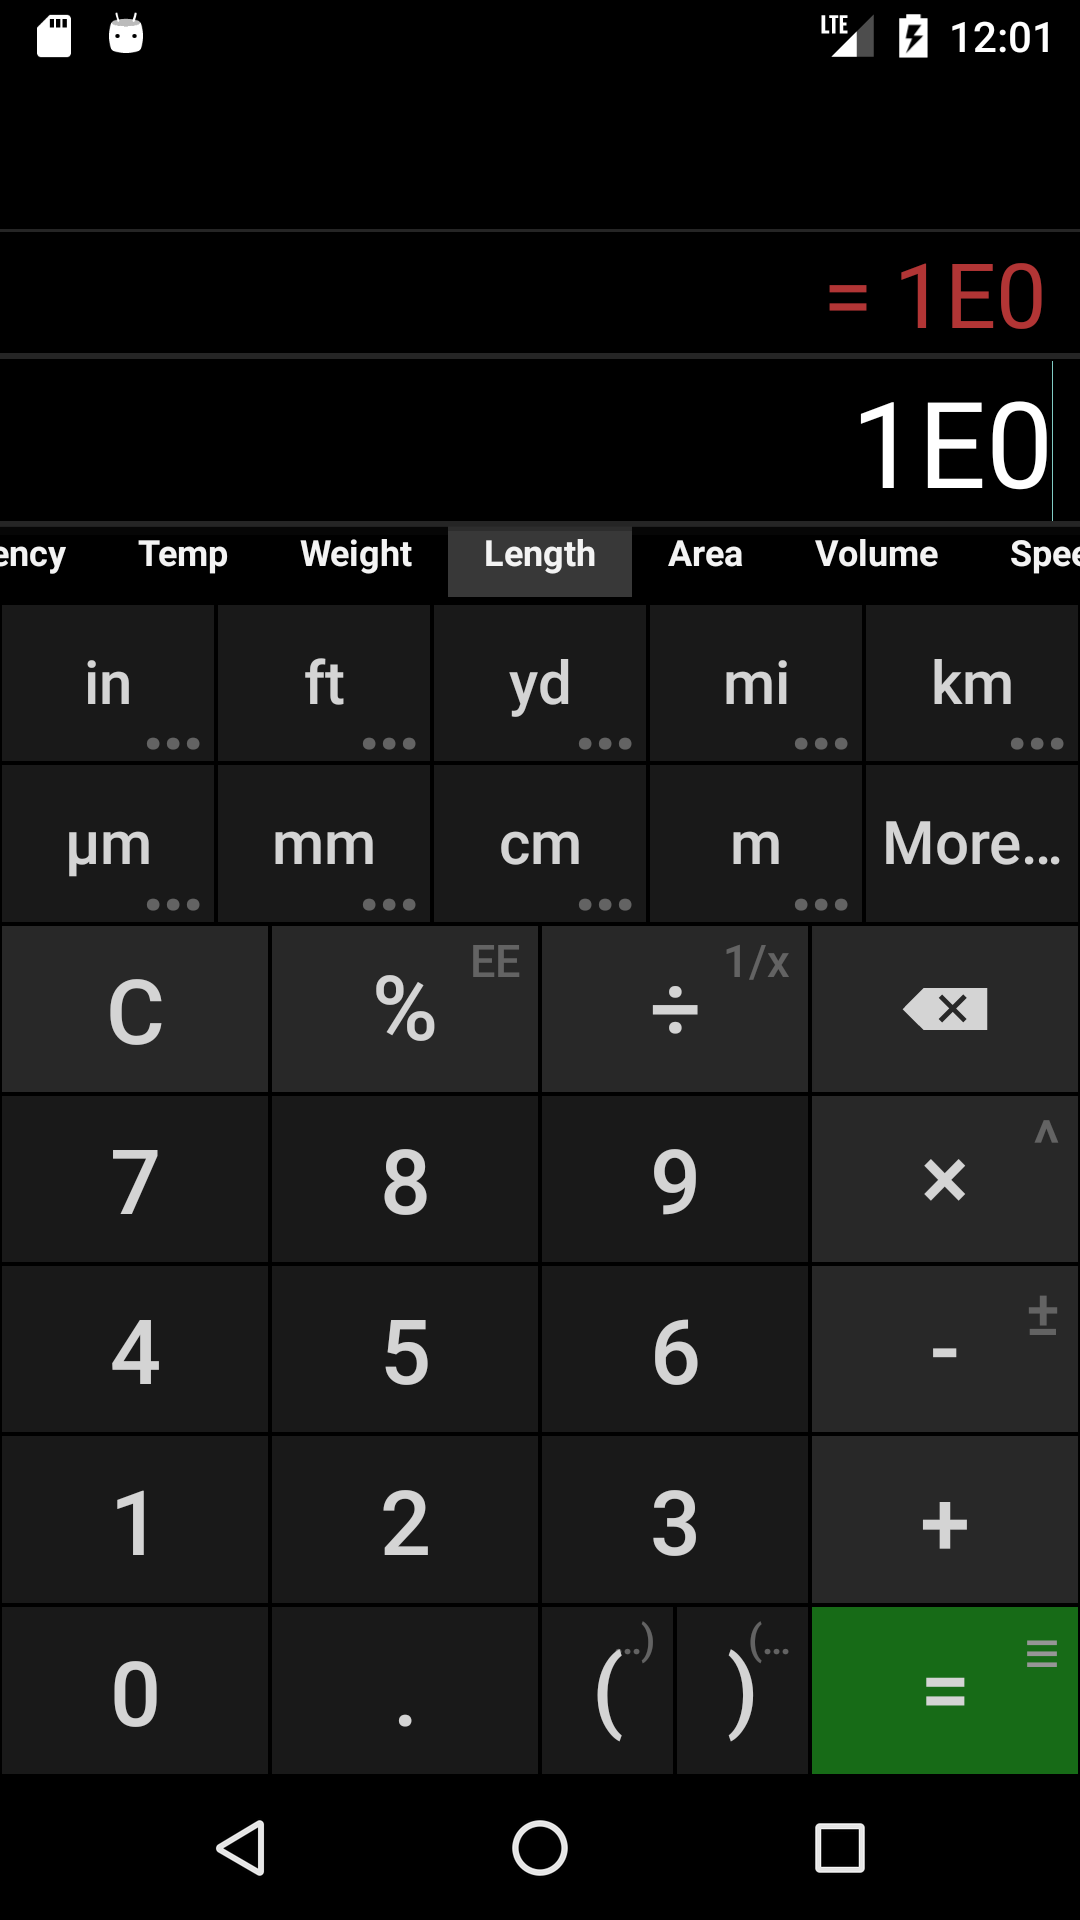 LTE 12:01
= 1E0
1E0
ency Temp Weight Length Area Volume Spee
in ft yd mi km
µm mm cm m More...
C % EE ÷ 1/x
7 8 9 × ^
4 5 6 - ±
1 2 3 +
0 . ( ..) ) (... =